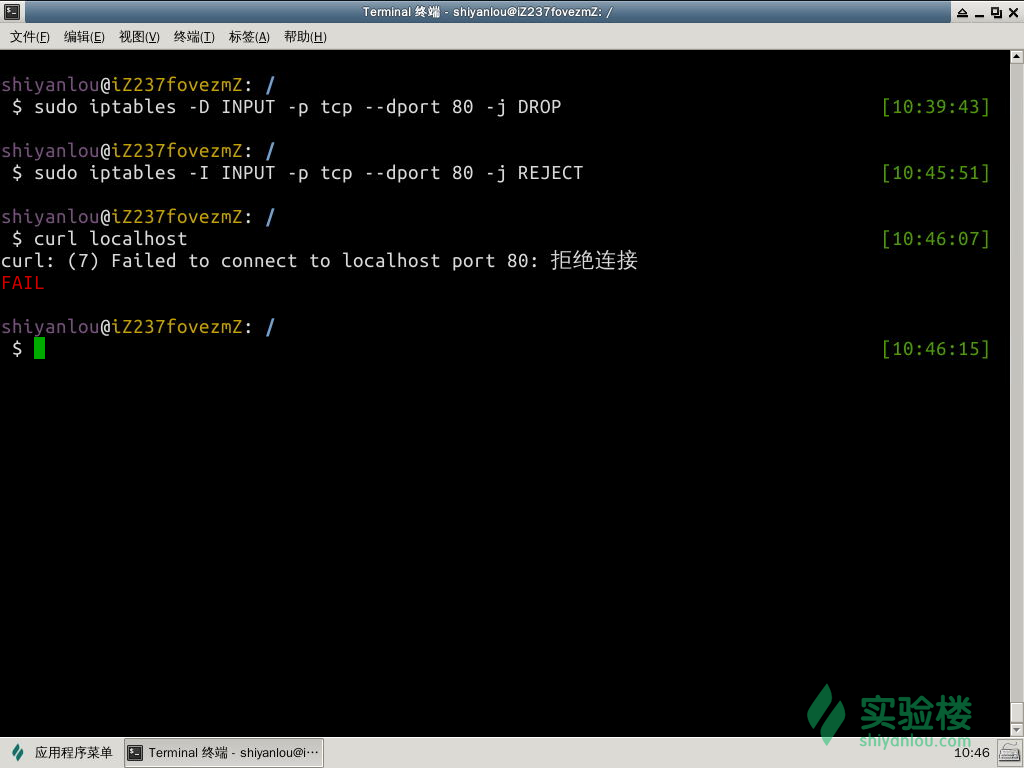 Terminal 终端 - shiyanlou@iZ237fovezmZ: /
文件(F) 编辑(E) 视图(V) 终端(T) 标签(A) 帮助(H)
shiyanlou@iZ237fovezmZ: /
$ sudo iptables -D INPUT -p tcp --dport 80 -j DROP [10:39:43]
shiyanlou@iZ237fovezmZ: /
$ sudo iptables -I INPUT -p tcp --dport 80 -j REJECT [10:45:51]
shiyanlou@iZ237fovezmZ: /
$ curl localhost [10:46:07]
curl: (7) Failed to connect to localhost port 80: 拒绝连接
FAIL
shiyanlou@iZ237fovezmZ: /
$ [10:46:15]
实验楼
shiyanlou.com
应用程序菜单 Terminal 终端 - shiyanlou@i… 10:46